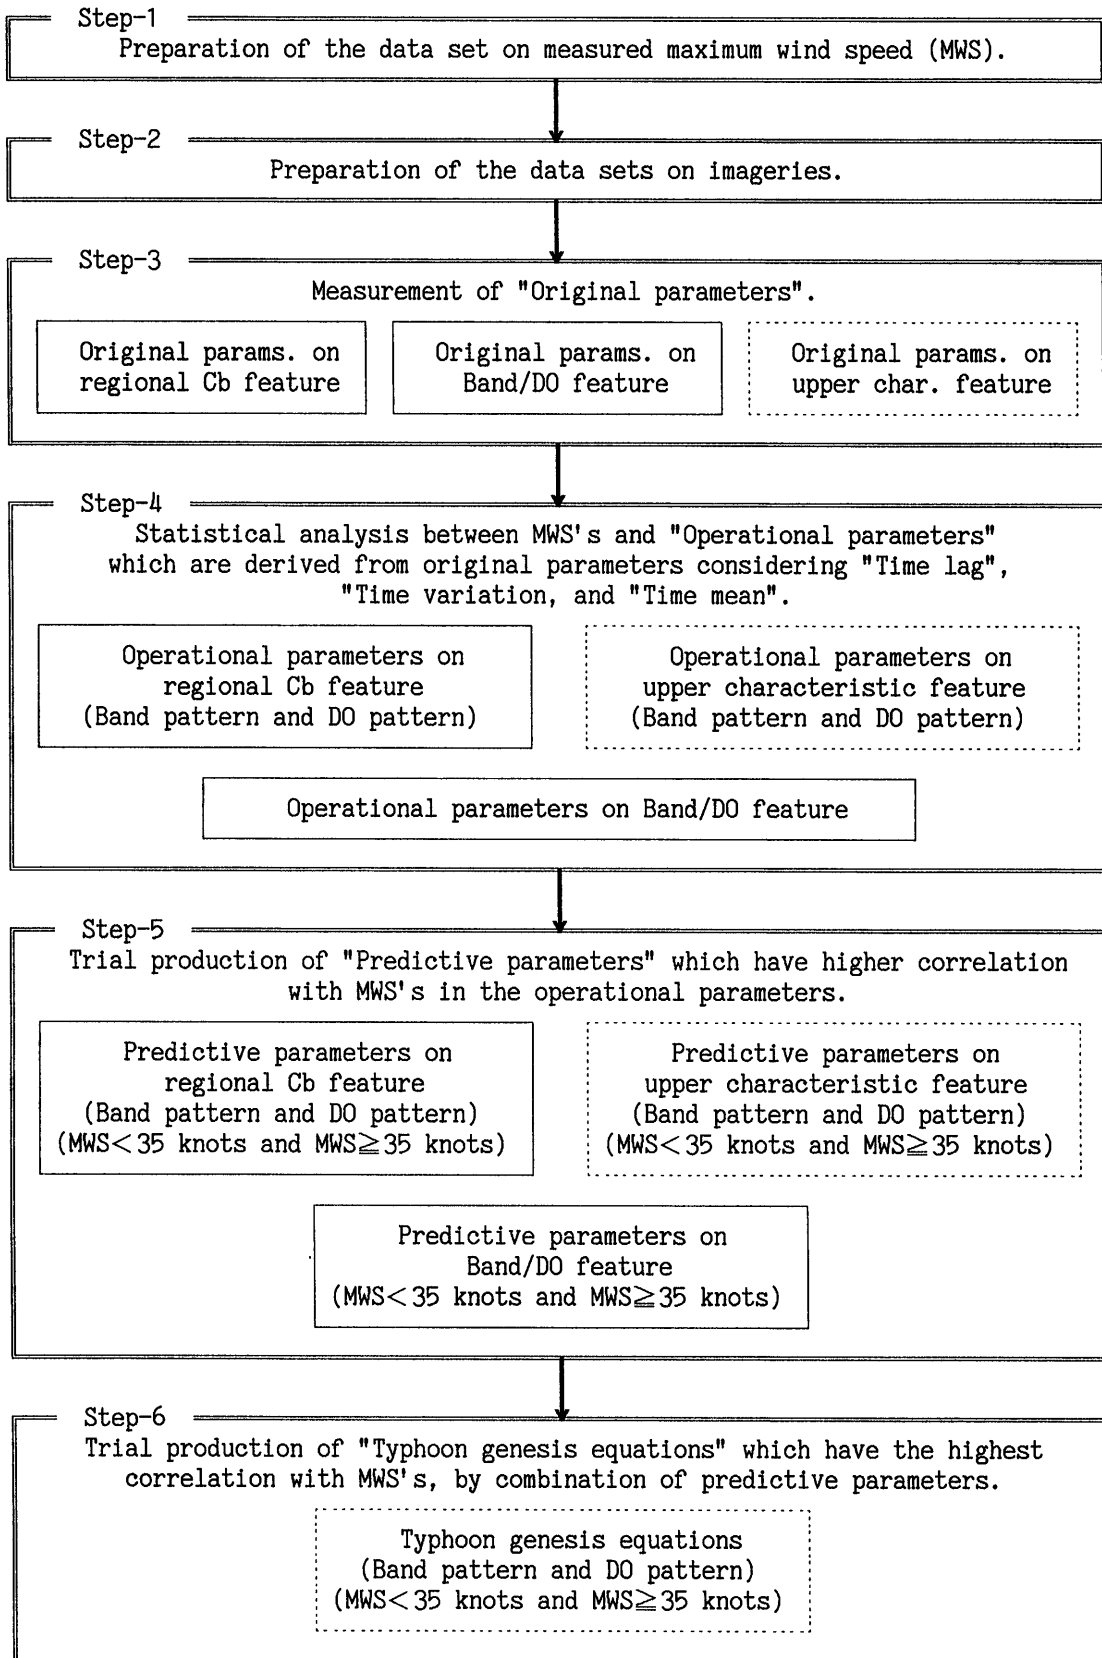 Step-1
Preparation of the data set on measured maximum wind speed (MWS).
Step-2
Preparation of the data sets on imageries.
Step-3
Measurement of "Original parameters".
Original params. on
regional Cb feature
Original params. on
Band/DO feature
Original params. on
upper char. feature
Step-4
Statistical analysis between MWS's and "Operational parameters"
which are derived from original parameters considering "Time lag",
"Time variation, and "Time mean".
Operational parameters on
regional Cb feature
(Band pattern and DO pattern)
Operational parameters on
upper characteristic feature
(Band pattern and DO pattern)
Operational parameters on Band/DO feature
Step-5
Trial production of "Predictive parameters" which have higher correlation
with MWS's in the operational parameters.
Predictive parameters on
regional Cb feature
(Band pattern and DO pattern)
(MWS<35 knots and MWS≧35 knots)
Predictive parameters on
upper characteristic feature
(Band pattern and DO pattern)
(MWS<35 knots and MWS≧35 knots)
Predictive parameters on
Band/DO feature
(MWS<35 knots and MWS≧35 knots)
Step-6
Trial production of "Typhoon genesis equations" which have the highest
correlation with MWS's, by combination of predictive parameters.
Typhoon genesis equations
(Band pattern and DO pattern)
(MWS<35 knots and MWS≧35 knots)